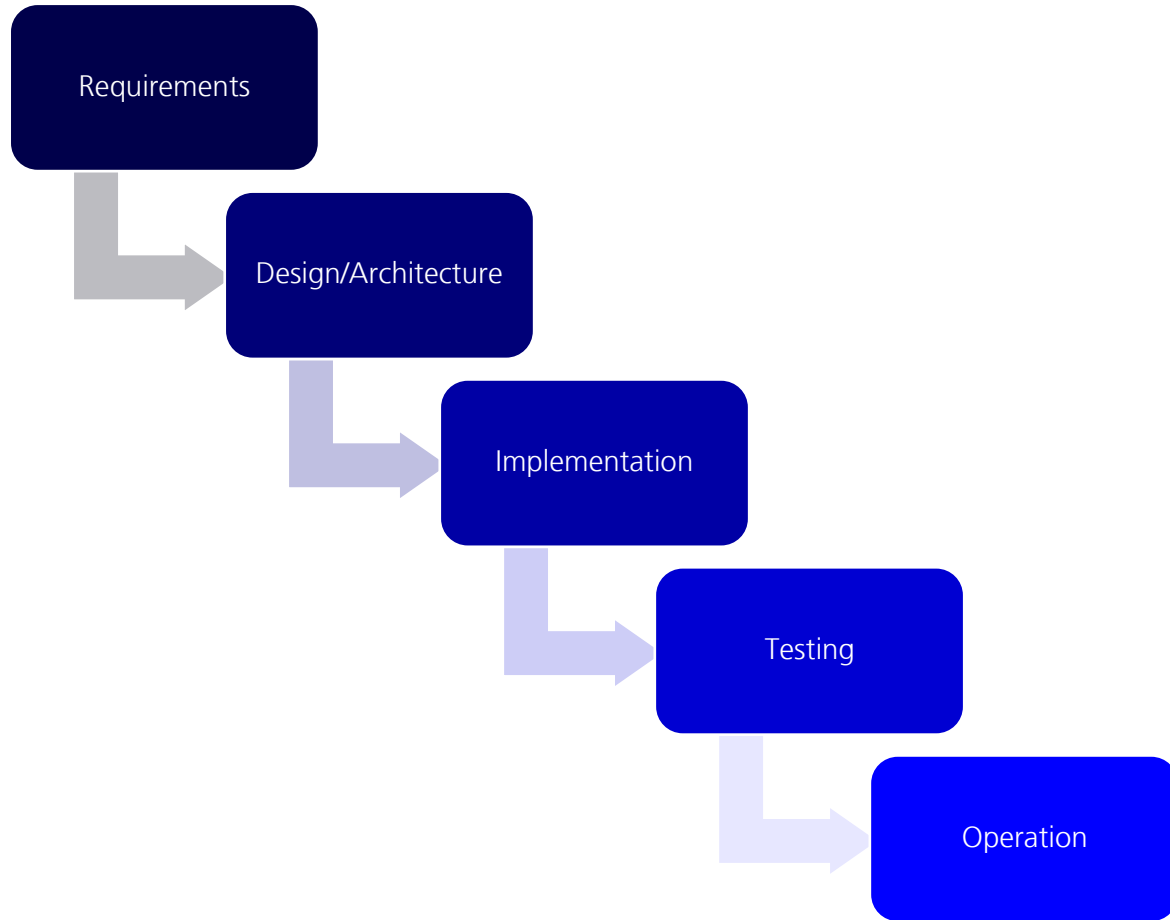 Requirements
Design/Architecture
Implementation
Testing
Operation